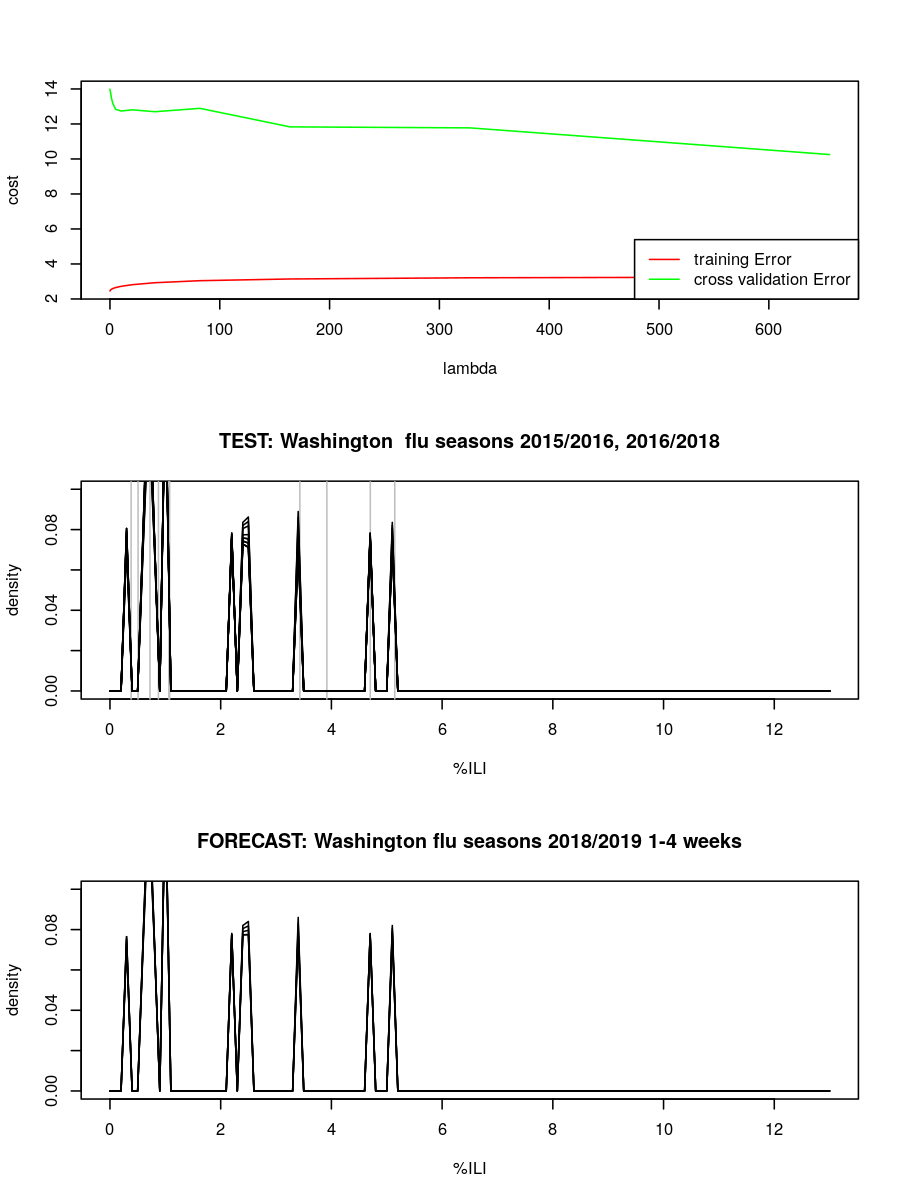 14
12
10
8
6
4
2
cost
training Error
cross validation Error
0 100 200 300 400 500 600
lambda
TEST: Washington  flu seasons 2015/2016, 2016/2018
0.08
0.04
0.00
density
0 2 4 6 8 10 12
%ILI
FORECAST: Washington flu seasons 2018/2019 1-4 weeks
0.08
0.04
0.00
density
0 2 4 6 8 10 12
%ILI